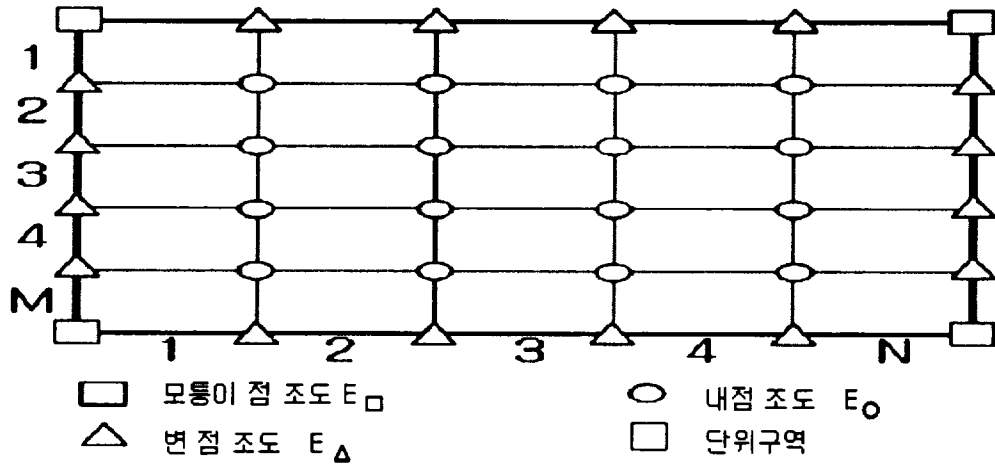 1
2
3
4
M
1 2 3 4 N
모퉁이 점 조도 E□
내점 조도 E○
변 점 조도 E△
단위구역